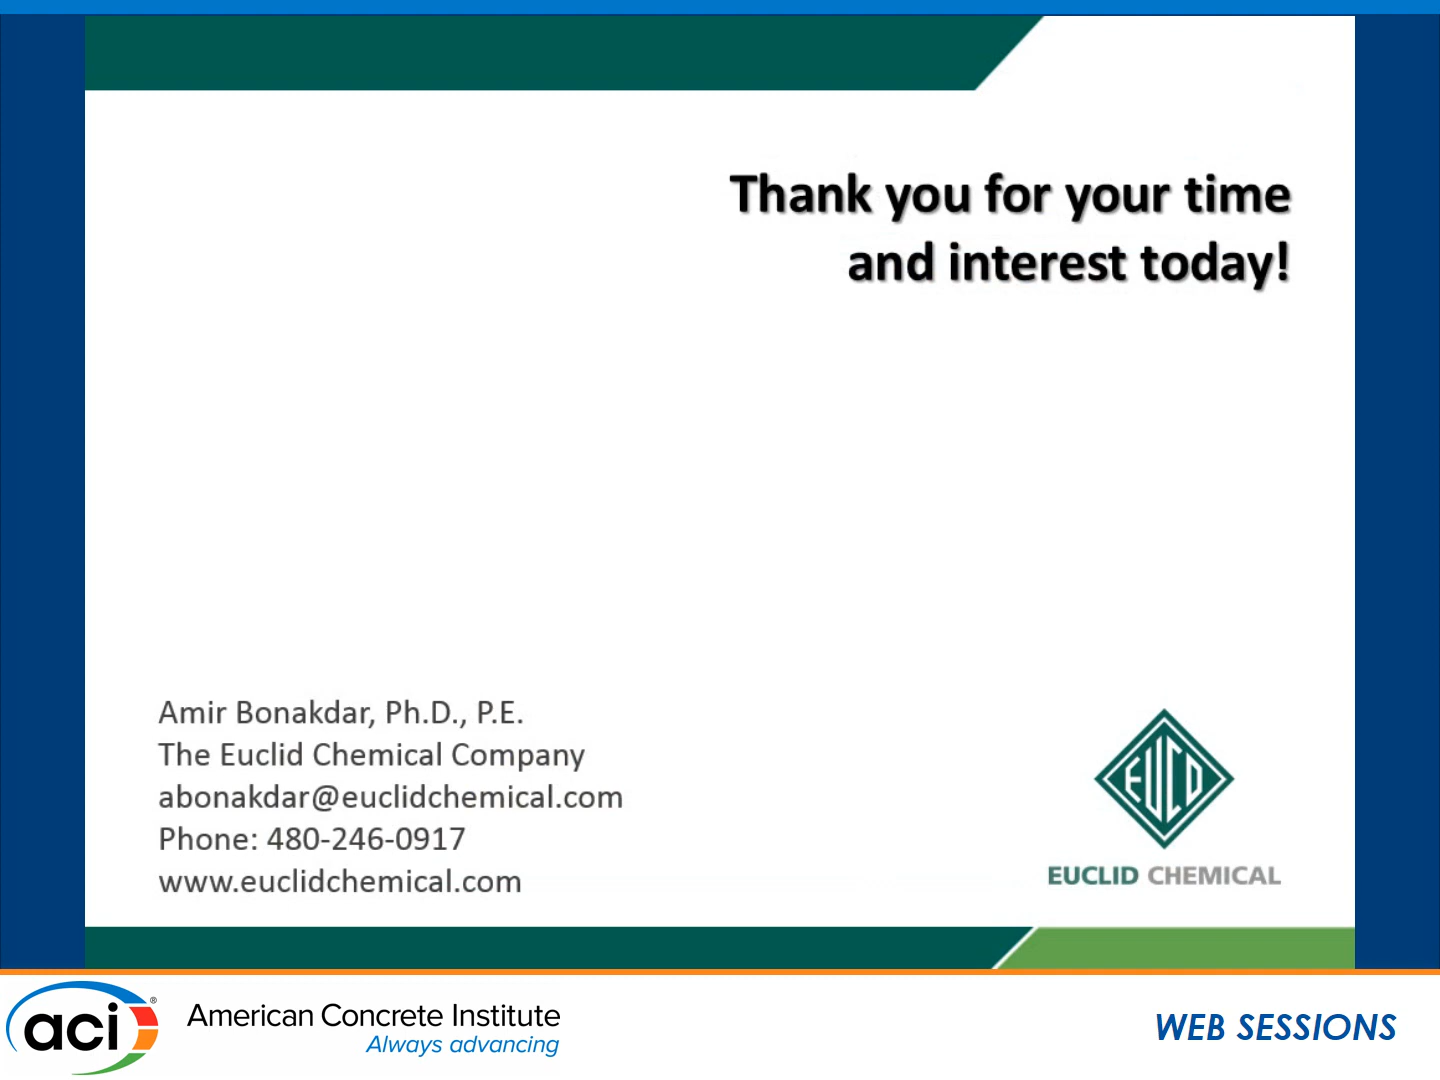 Thank you for your time
and interest today!
Amir Bonakdar, Ph.D., P.E.
The Euclid Chemical Company
abonakdar@euclidchemical.com
Phone: 480-246-0917
www.euclidchemical.com
EUCO
EUCLID CHEMICAL
aci®
American Concrete Institute
Always advancing
WEB SESSIONS